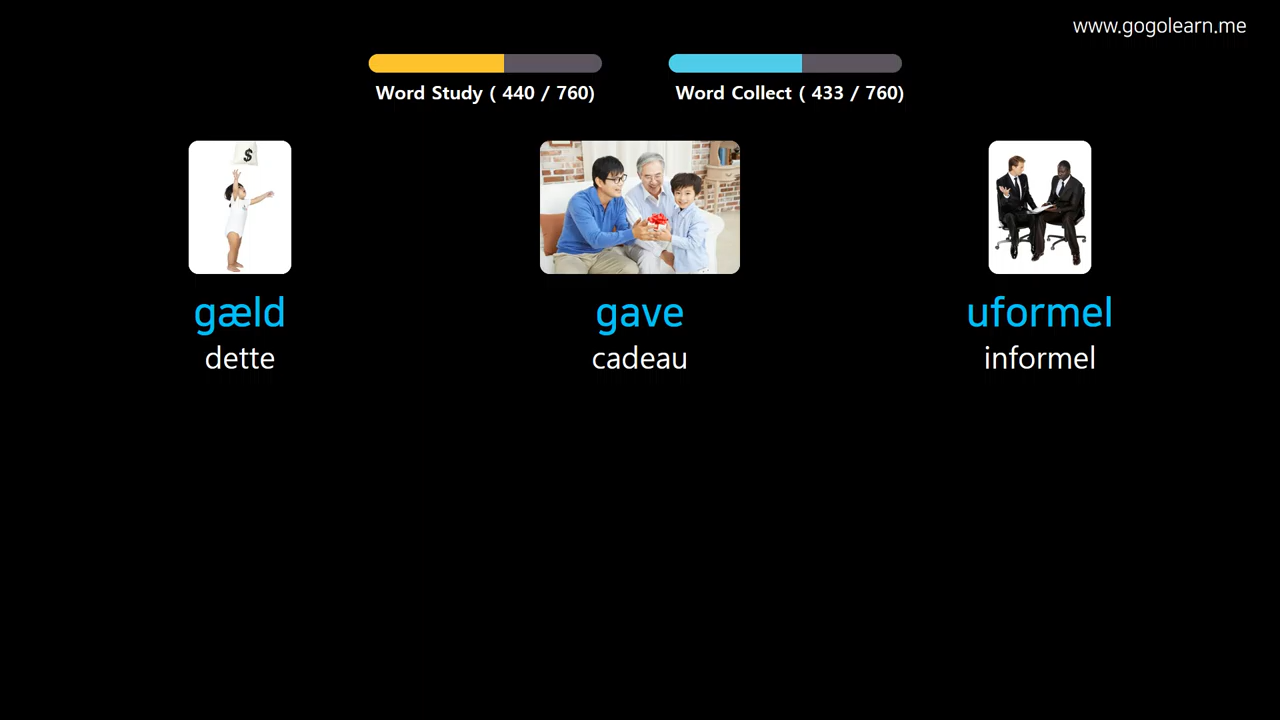 www.gogolearn.me
Word Study ( 440 / 760)
Word Collect ( 433 / 760)
$
gæld
gave
uformel
dette
cadeau
informel